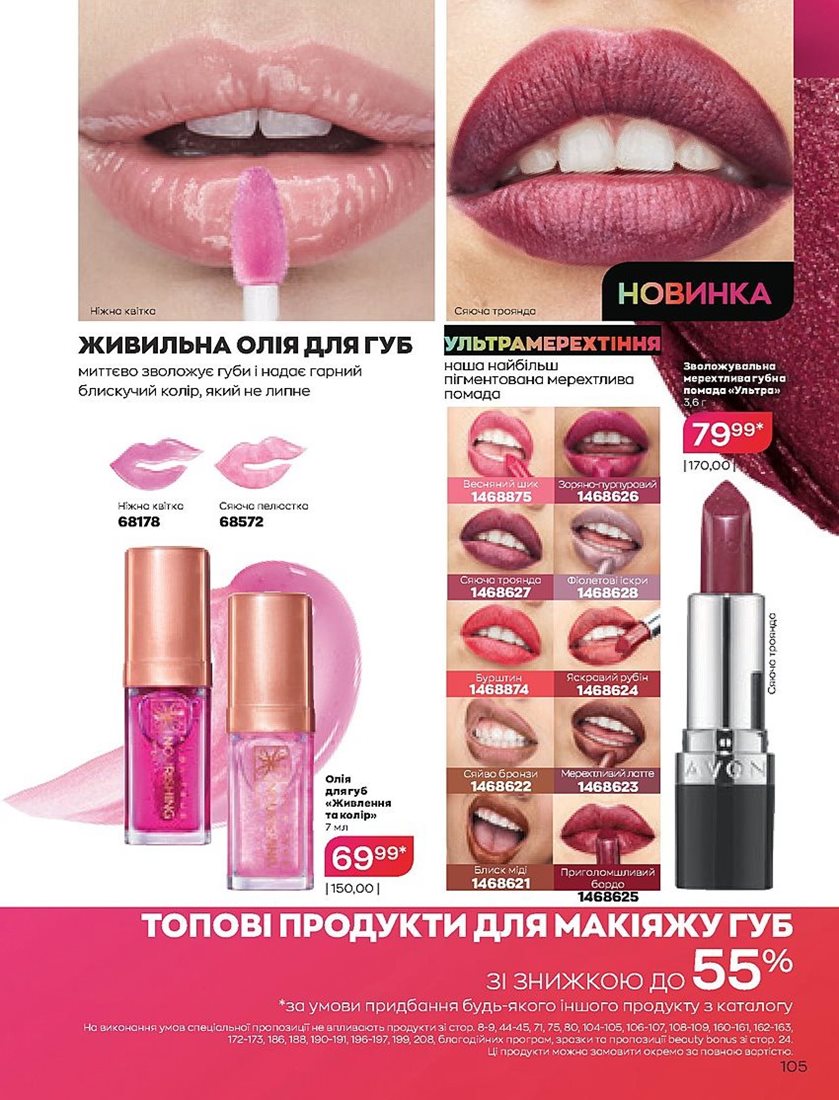 Ніжна квітка
Сяюча троянда
НОВИНКА
ЖИВИЛЬНА ОЛІЯ ДЛЯ ГУБ
миттєво зволожує губи і надає гарний
блискучий колір, який не липне
УЛЬТРАМЕРЕХТІННЯ
наша найбільш
пігментована мерехтлива
помада
Зволожувальна
мерехтлива губна
помада «Ультра»
3,6 г
79⁹⁹*
|170,00|
Ніжна квітка
68178
Сяюча пелюстка
68572
Весняний шик
1468875
Зоряно-пурпуровий
1468626
Сяюча троянда
1468627
Фіолетові іскри
1468628
Бурштин
1468874
Яскравий рубін
1468624
Сяйво бронзи
1468622
Мерехтливий латте
1468623
Блиск міді
1468621
Приголомшливий
бордо
1468625
Сяюча троянда
AVON
NOURISHING
Олія
для губ
«Живлення
та колір»
7 мл
69⁹⁹*
|150,00|
ТОПОВІ ПРОДУКТИ ДЛЯ МАКІЯЖУ ГУБ
ЗІ ЗНИЖКОЮ ДО 55%
*за умови придбання будь-якого іншого продукту з каталогу
На виконання умов спеціальної пропозиції не впливають продукти зі стор. 8-9, 44-45, 71, 75, 80, 104-105, 106-107, 108-109, 160-161, 162-163,
172-173, 186, 188, 190-191, 196-197, 199, 208, благодійних програм, зразки та пропозиції beauty bonus зі стор. 24.
Ці продукти можна замовити окремо за повною вартістю.
105